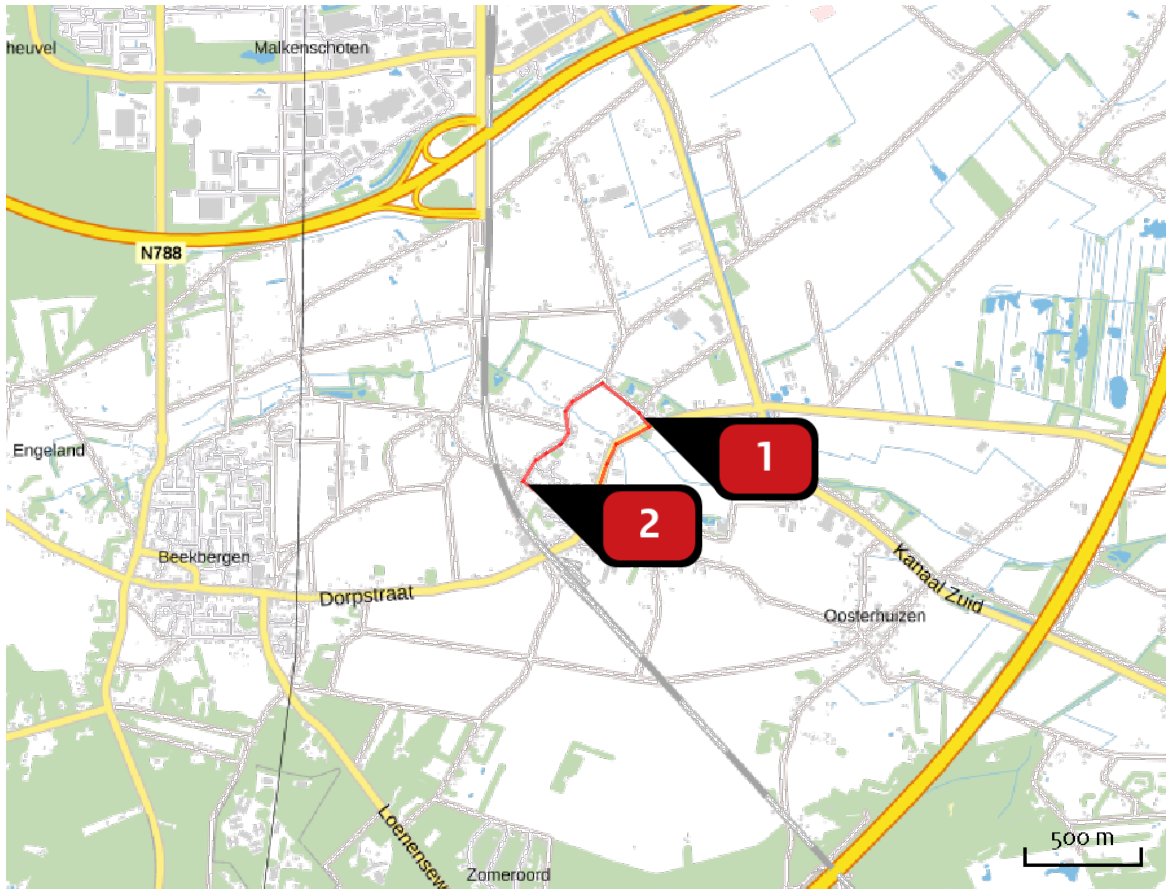 heuvel
Malkenschoten
N788
Engeland
1
2
Beekbergen
Dorpstraat
Kanaal Zuid
Oosterhuizen
Loenensew
Zomeroord
500 m